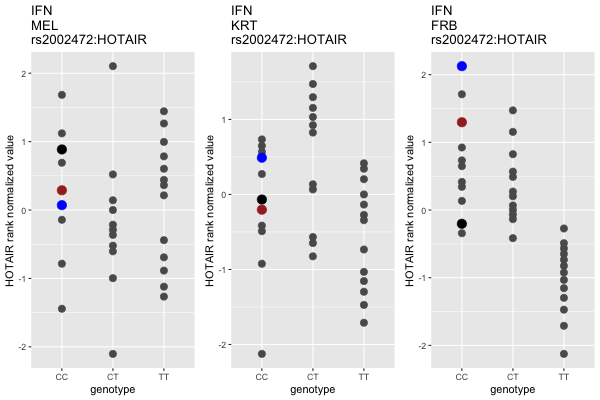 IFN
MEL
rs2002472:HOTAIR
HOTAIR rank normalized value
2
1
0
-1
-2
CC CT TT
genotype
IFN
KRT
rs2002472:HOTAIR
HOTAIR rank normalized value
1
0
-1
-2
CC CT TT
genotype
IFN
FRB
rs2002472:HOTAIR
HOTAIR rank normalized value
2
1
0
-1
-2
CC CT TT
genotype